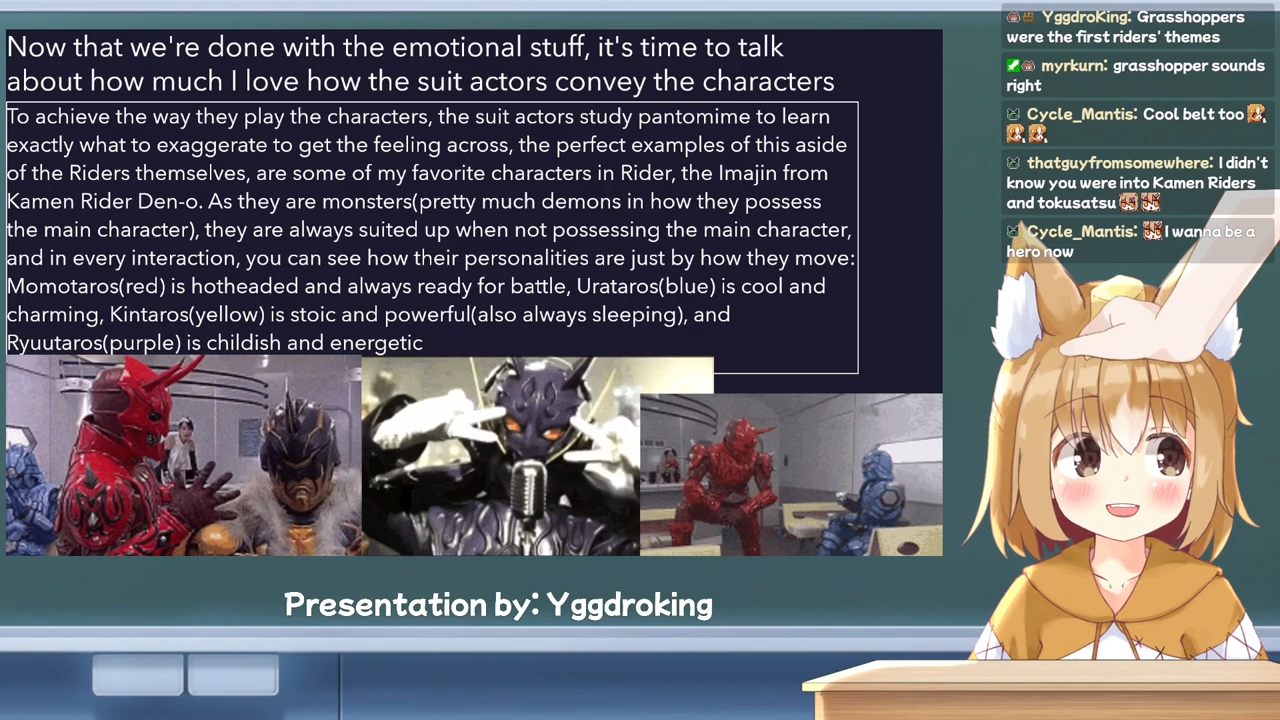 Now that we're done with the emotional stuff, it's time to talk
about how much I love how the suit actors convey the characters
To achieve the way they play the characters, the suit actors study pantomime to learn
exactly what to exaggerate to get the feeling across, the perfect examples of this aside
of the Riders themselves, are some of my favorite characters in Rider, the Imajin from
Kamen Rider Den-o. As they are monsters(pretty much demons in how they possess
the main character), they are always suited up when not possessing the main character,
and in every interaction, you can see how their personalities are just by how they move:
Momotaros(red) is hotheaded and always ready for battle, Urataros(blue) is cool and
charming, Kintaros(yellow) is stoic and powerful(also always sleeping), and
Ryuutaros(purple) is childish and energetic
Presentation by: Yggdroking
YggdroKing: Grasshoppers
were the first riders' themes
myrkurn: grasshopper sounds
right
Cycle_Mantis: Cool belt too
thatguyfromsomewhere: I didn't
know you were into Kamen Riders
and tokusatsu
Cycle_Mantis: I wanna be a
hero now